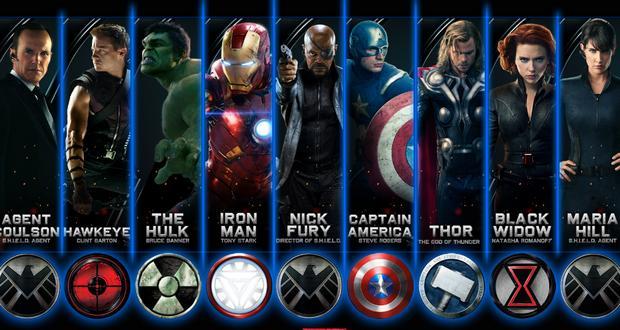 AGENT
COULSON
S.H.I.E.L.D. AGENT
HAWKEYE
CLINT BARTON
THE
HULK
BRUCE BANNER
IRON
MAN
TONY STARK
NICK
FURY
DIRECTOR OF S.H.I.E.L.D.
CAPTAIN
AMERICA
STEVE ROGERS
THOR
THE GOD OF THUNDER
BLACK
WIDOW
NATASHA ROMANOFF
MARIA
HILL
S.H.I.E.L.D. AGENT